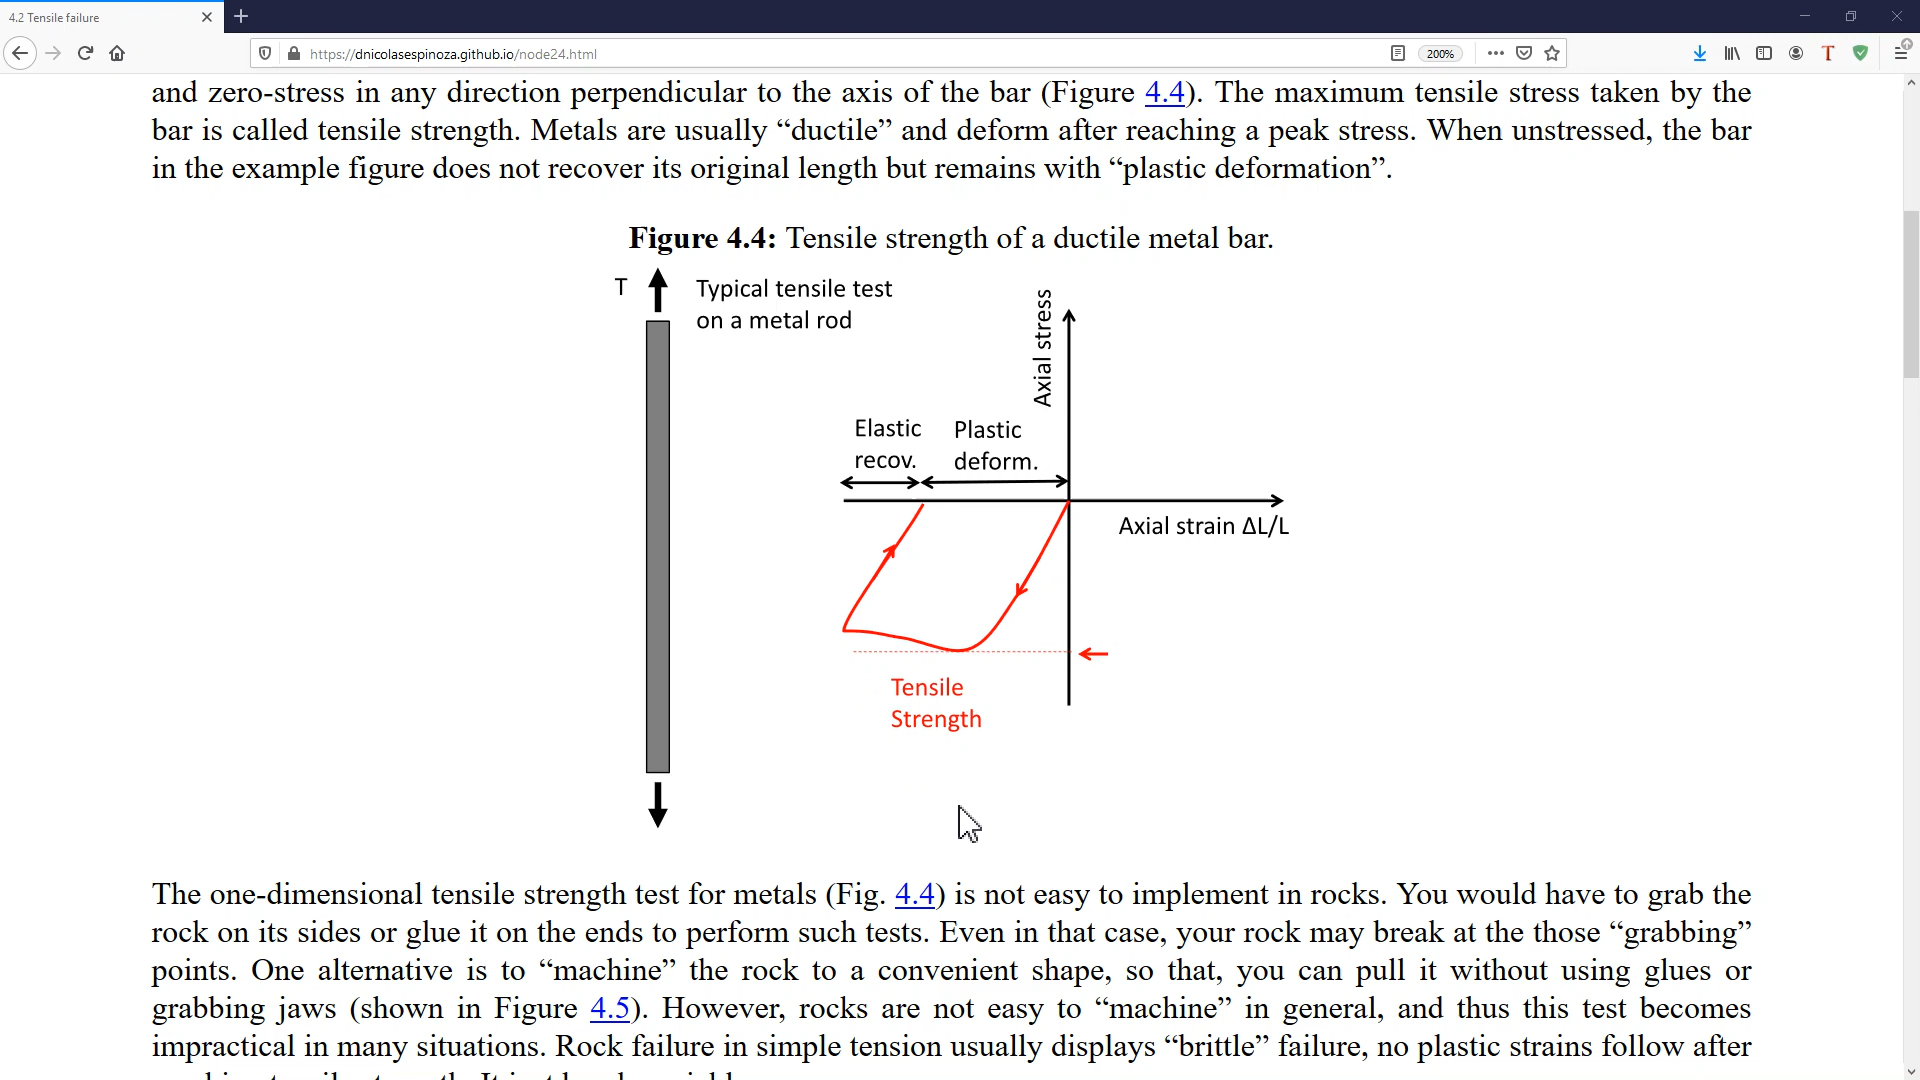 4.2 Tensile failure
https://dnicolasespinoza.github.io/node24.html
200%
and zero-stress in any direction perpendicular to the axis of the bar (Figure 4.4). The maximum tensile stress taken by the
bar is called tensile strength. Metals are usually “ductile” and deform after reaching a peak stress. When unstressed, the bar
in the example figure does not recover its original length but remains with “plastic deformation”.
Figure 4.4: Tensile strength of a ductile metal bar.
T
Typical tensile test
on a metal rod
Axial stress
Elastic
recov.
Plastic
deform.
Axial strain ΔL/L
Tensile
Strength
The one-dimensional tensile strength test for metals (Fig. 4.4) is not easy to implement in rocks. You would have to grab the
rock on its sides or glue it on the ends to perform such tests. Even in that case, your rock may break at the those “grabbing”
points. One alternative is to “machine” the rock to a convenient shape, so that, you can pull it without using glues or
grabbing jaws (shown in Figure 4.5). However, rocks are not easy to “machine” in general, and thus this test becomes
impractical in many situations. Rock failure in simple tension usually displays “brittle” failure, no plastic strains follow after